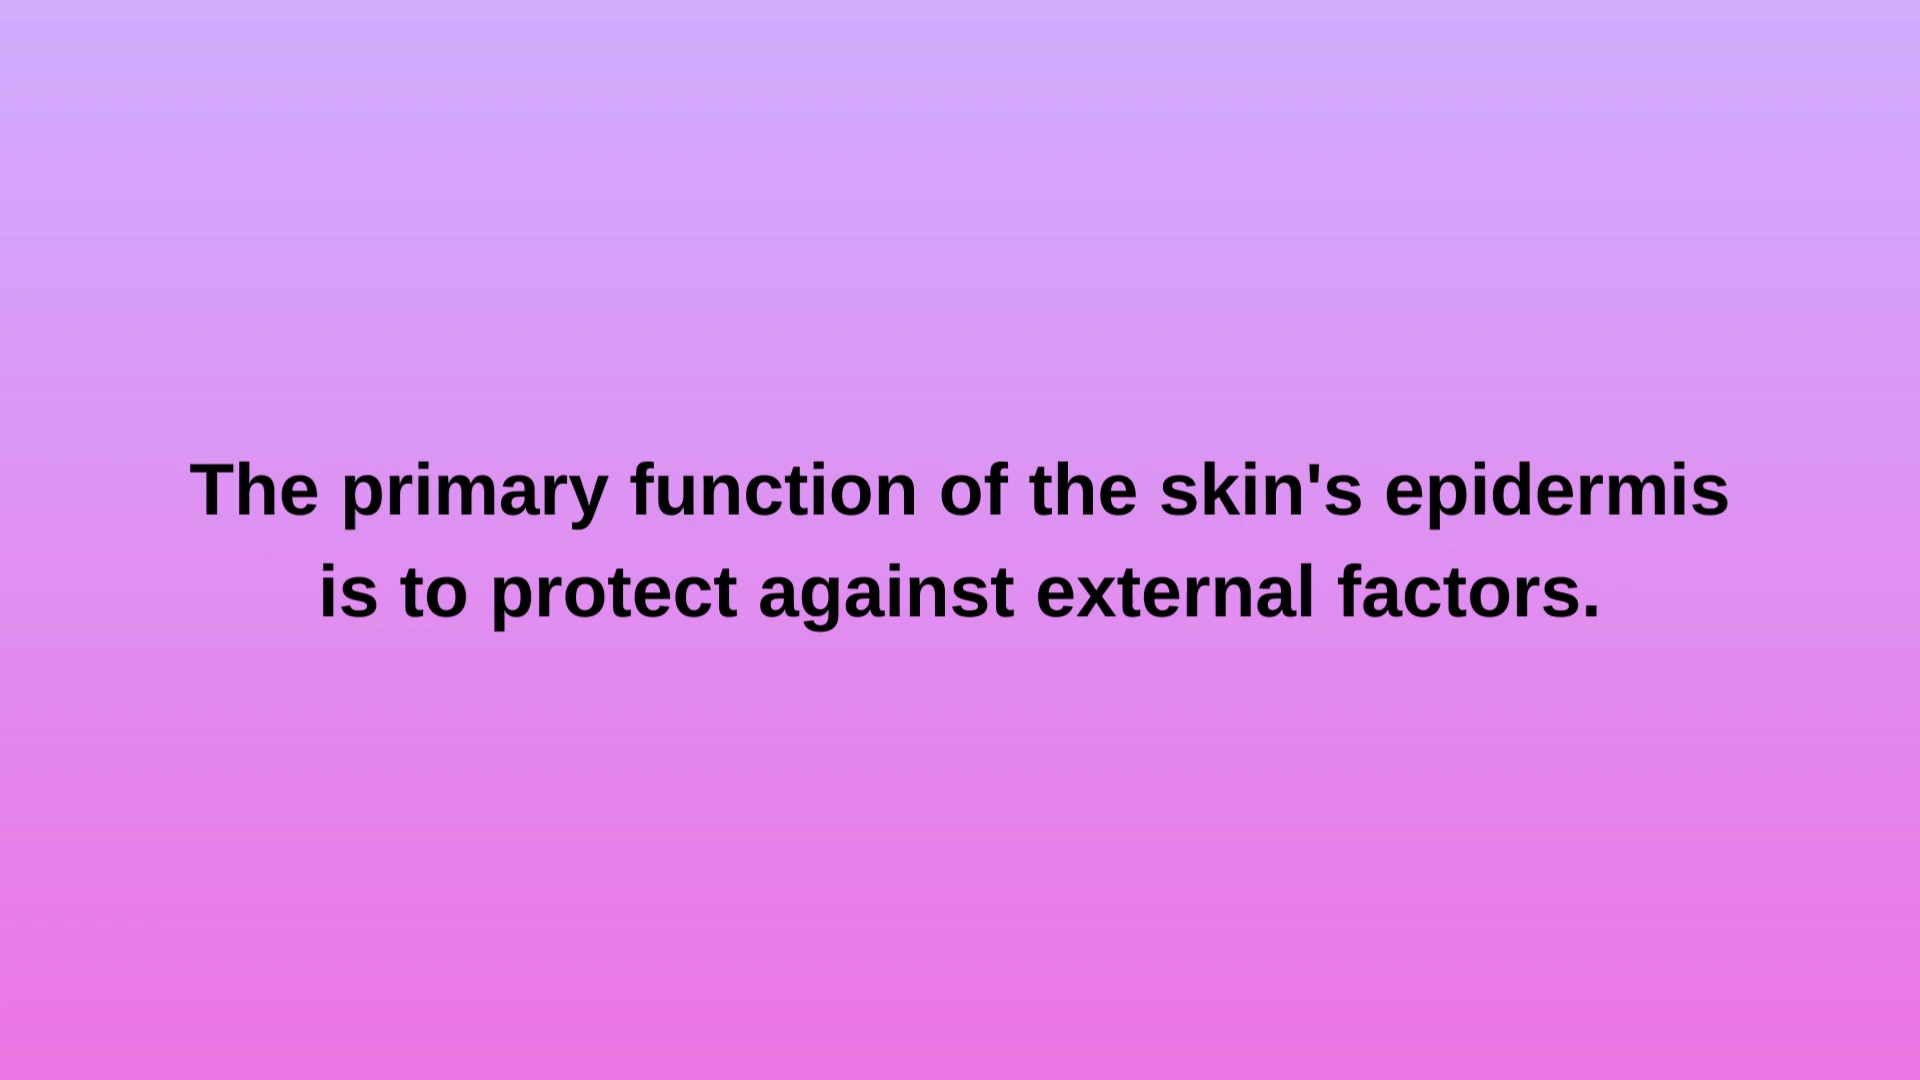 The primary function of the skin's epidermis
is to protect against external factors.